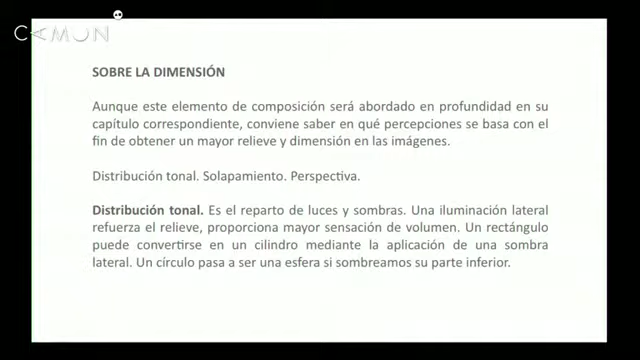 CAMON
SOBRE LA DIMENSIÓN
Aunque este elemento de composición será abordado en profundidad en su
capítulo correspondiente, conviene saber en qué percepciones se basa con el
fin de obtener un mayor relieve y dimensión en las imágenes.
Distribución tonal. Solapamiento. Perspectiva.
Distribución tonal. Es el reparto de luces y sombras. Una iluminación lateral
refuerza el relieve, proporciona mayor sensación de volumen. Un rectángulo
puede convertirse en un cilindro mediante la aplicación de una sombra
lateral. Un círculo pasa a ser una esfera si sombreamos su parte inferior.